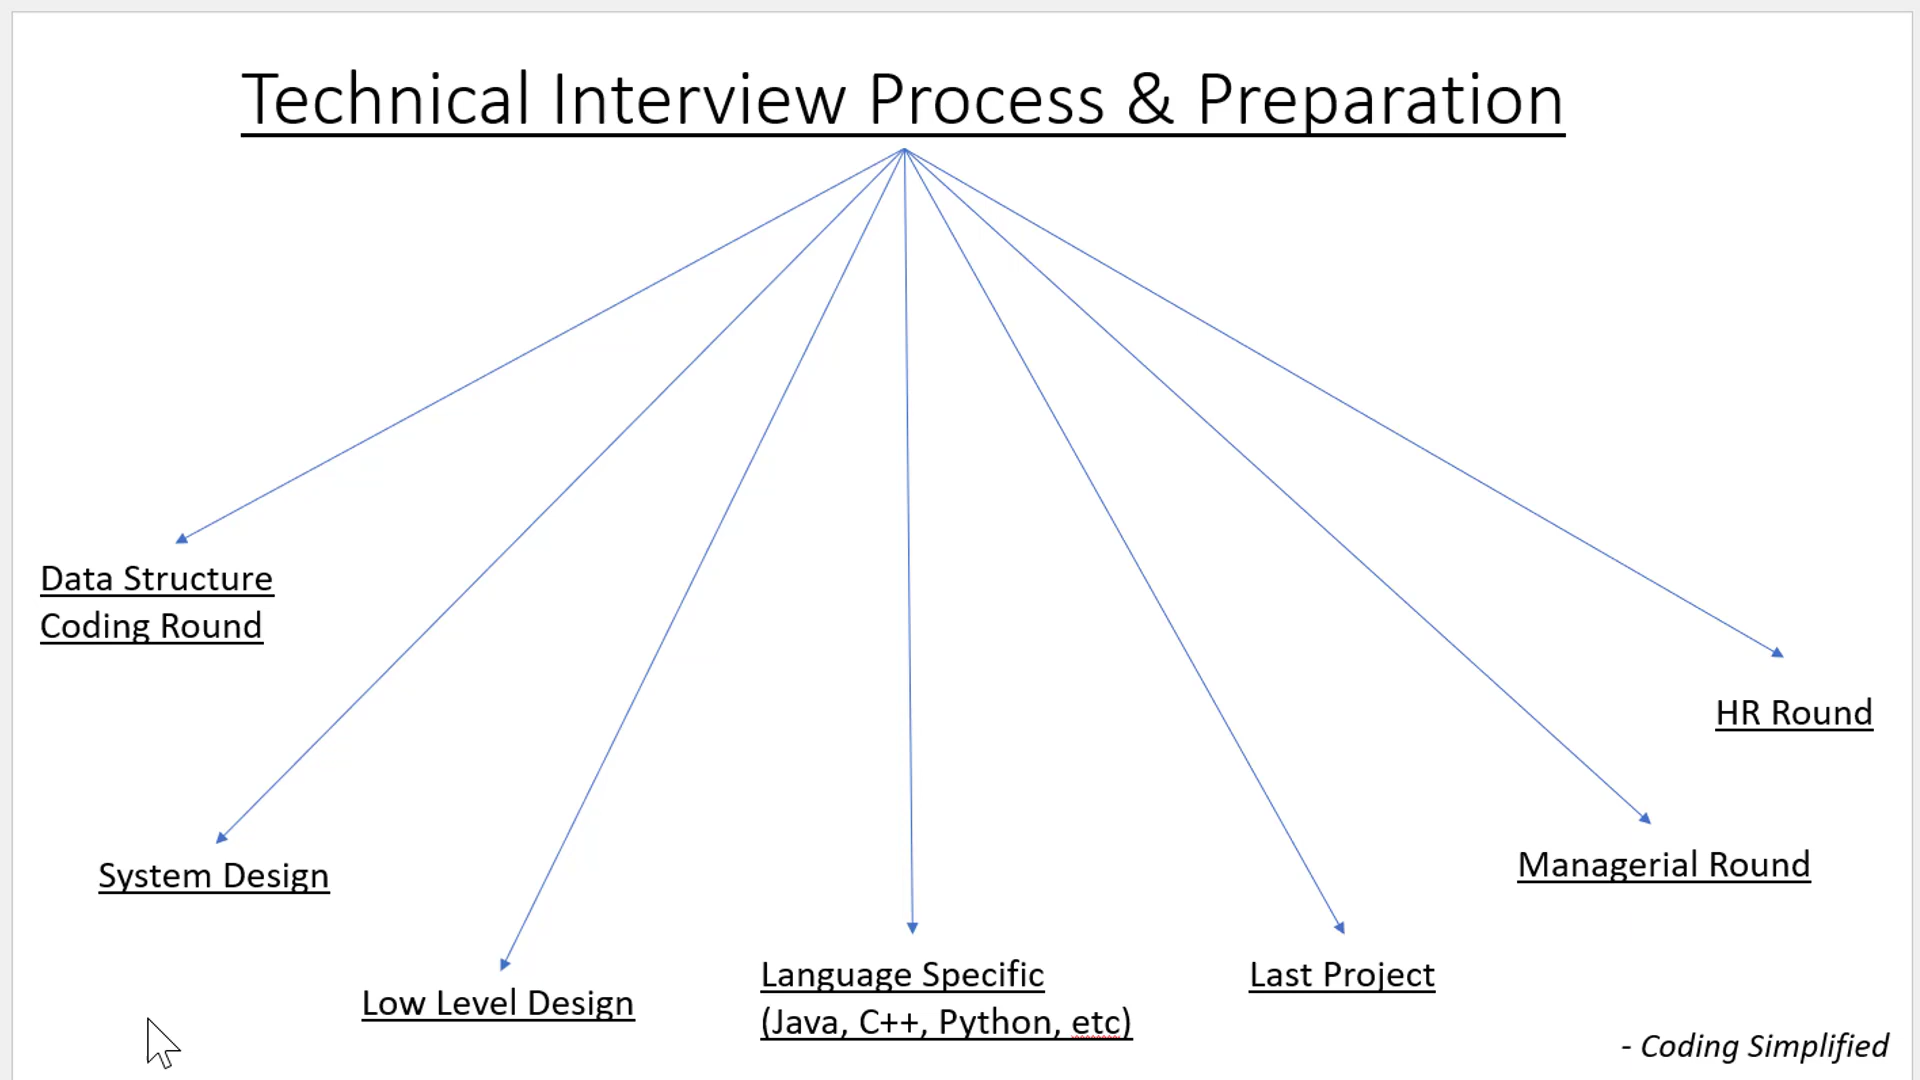 Technical Interview Process & Preparation
Data Structure
Coding Round
System Design
Low Level Design
Language Specific
(Java, C++, Python, etc)
Last Project
Managerial Round
HR Round
- Coding Simplified